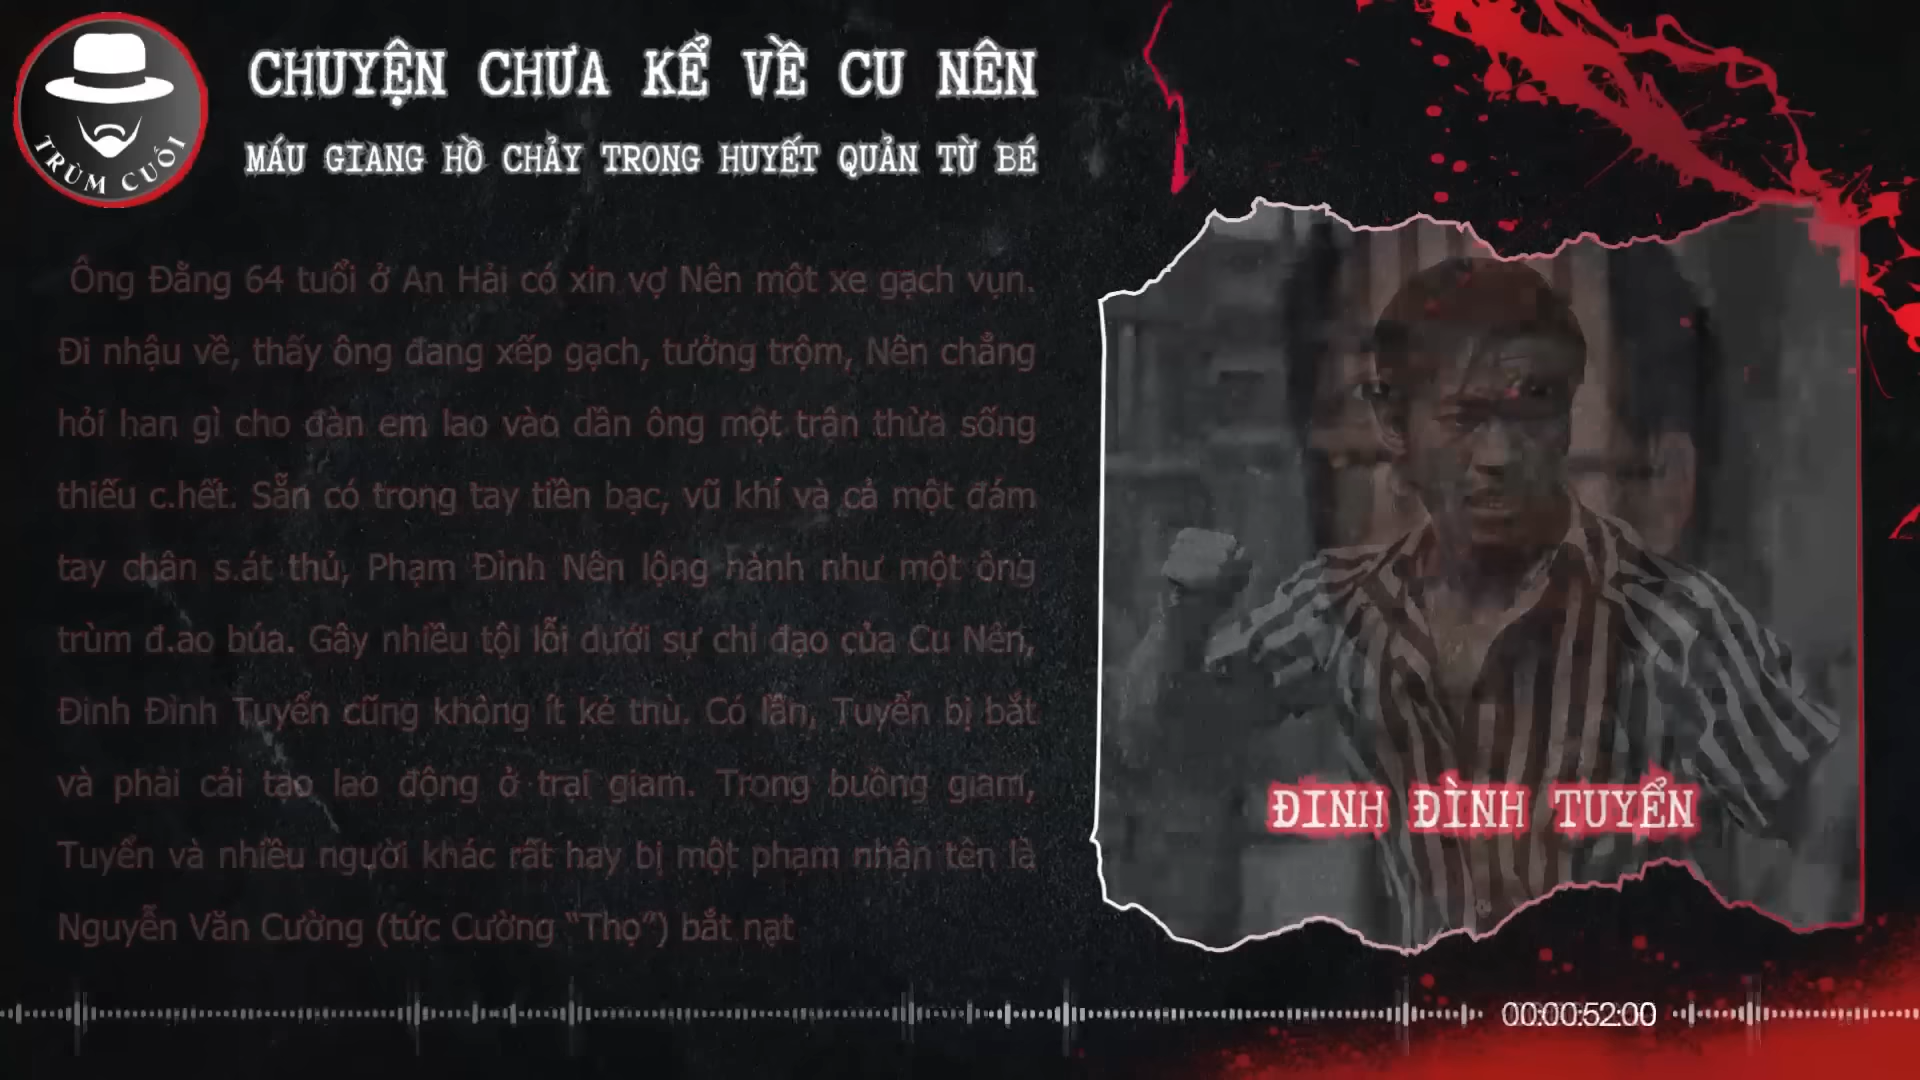 TRÙM CUỐI
CHUYỆN CHƯA KỂ VỀ CU NÊN
MÁU GIANG HỒ CHẢY TRONG HUYẾT QUẢN TỪ BÉ
Ông Đằng 64 tuổi ở An Hải có xin vợ Nên một xe gạch vụn.
Đi nhậu về, thấy ông đang xếp gạch, tưởng trộm, Nên chẳng
hỏi han gì cho đàn em lao vào dần ông một trân thừa sống
thiếu c.hết. Sẵn có trong tay tiền bạc, vũ khí và cả một đám
tay chân s.át thủ, Phạm Đình Nên lộng hành như một ông
trùm đ.ao búa. Gây nhiều tội lỗi dưới sự chỉ đạo của Cu Nên,
Đinh Đình Tuyển cũng không ít kẻ thù. Có lần, Tuyển bị bắt
và phải cải tạo lao động ở trại giam. Trong buồng giam,
Tuyển và nhiều người khác rất hay bị một phạm nhân tên là
Nguyễn Văn Cường (tức Cường “Thọ”) bắt nạt
ĐINH ĐÌNH TUYỂN
00:00:52:00